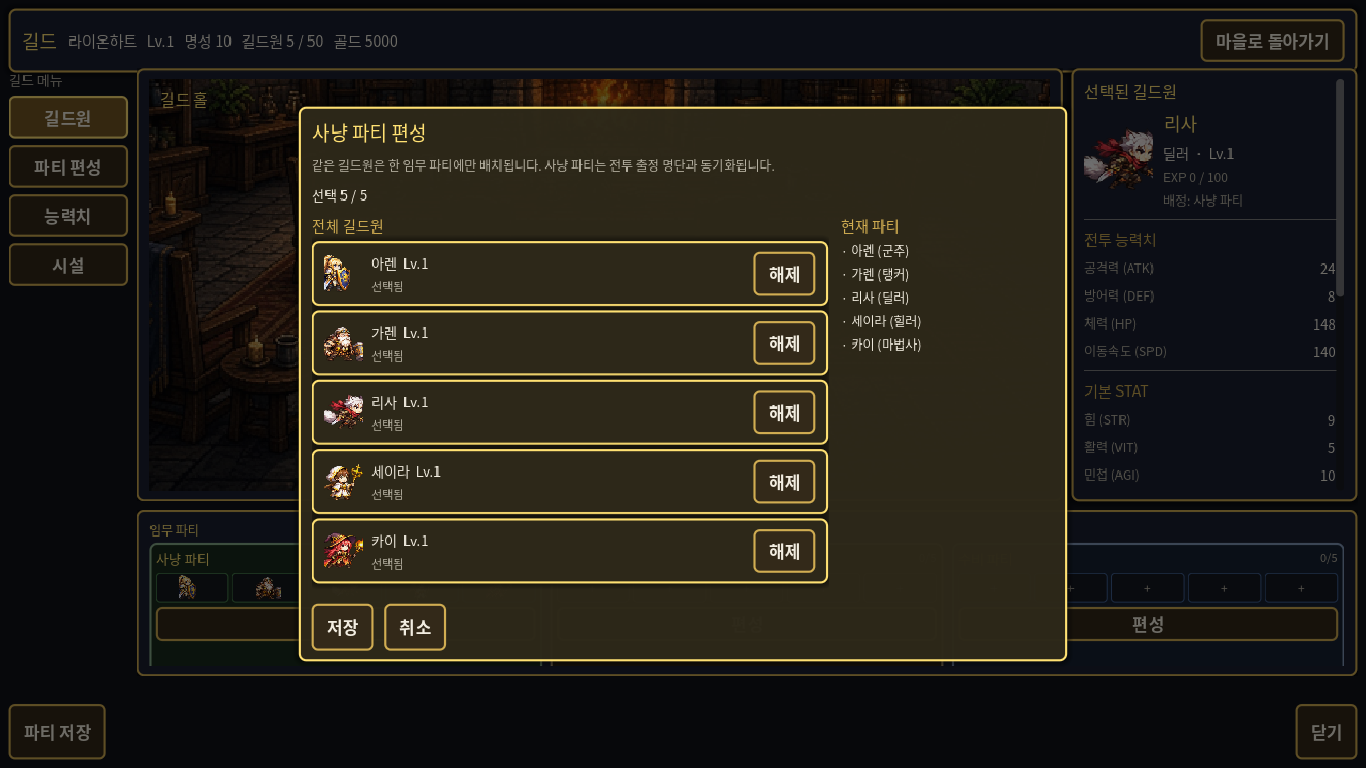 길드 라이온하트 Lv.1 명성 10 길드원 5 / 50 골드 5000
마을로 돌아가기
길드 메뉴
길드원
파티 편성
능력치
시설
길드홀
사냥 파티 편성
같은 길드원은 한 임무 파티에만 배치됩니다. 사냥 파티는 전투 출정 명단과 동기화됩니다.
선택 5 / 5
전체 길드원
아렌 Lv.1
선택됨
해제
가렌 Lv.1
선택됨
해제
리사 Lv.1
선택됨
해제
세이라 Lv.1
선택됨
해제
카이 Lv.1
선택됨
해제
현재 파티
· 아렌 (군주)
· 가렌 (탱커)
· 리사 (딜러)
· 세이라 (힐러)
· 카이 (마법사)
저장
취소
선택된 길드원
리사
딜러 · Lv.1
EXP 0 / 100
배정: 사냥 파티
전투 능력치
공격력 (ATK) 24
방어력 (DEF) 8
체력 (HP) 148
이동속도 (SPD) 140
기본 STAT
힘 (STR) 9
활력 (VIT) 5
민첩 (AGI) 10
임무 파티
사냥 파티
0/5
+ + + +
편성
파티 저장
닫기